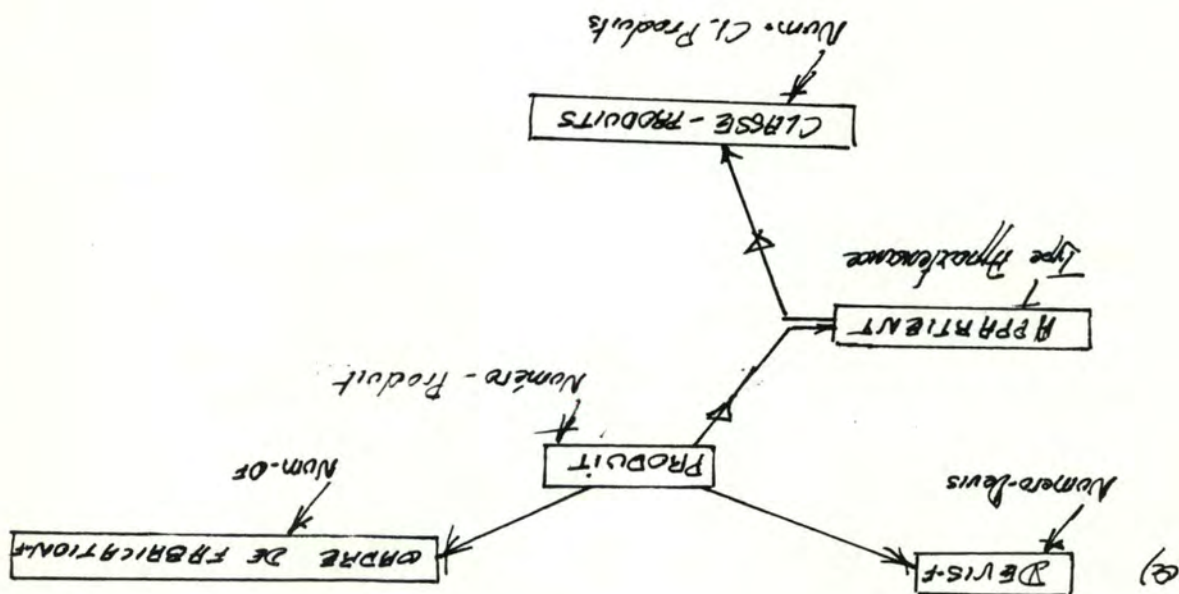 a)
DEVIS-F
ORDRE DE FABRICATION-F
Numero-Devis
Num-OF
PRODUIT
Numéro - Produit
APPARTIENT
Type Appartenance
CLASSE - PRODUITS
Num. Cl. Produits